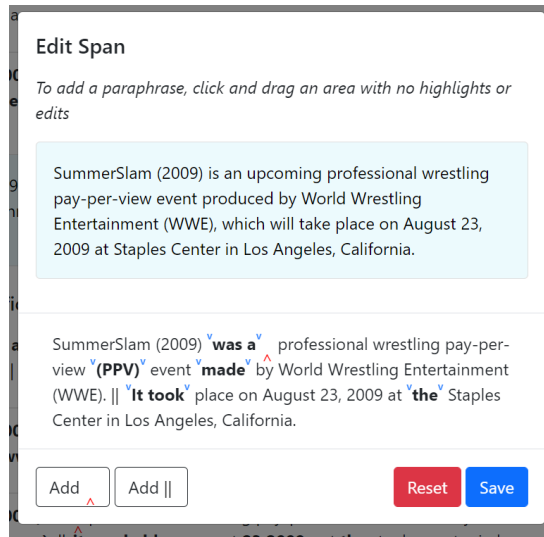 Edit Span
To add a paraphrase, click and drag an area with no highlights or
edits
SummerSlam (2009) is an upcoming professional wrestling
pay-per-view event produced by World Wrestling
Entertainment (WWE), which will take place on August 23,
2009 at Staples Center in Los Angeles, California.
SummerSlam (2009) ˅was a˅ ^ professional wrestling pay-per-
view ˅(PPV)˅ event ˅made˅ by World Wrestling Entertainment
(WWE). || ˅It took˅ place on August 23, 2009 at ˅the˅ Staples
Center in Los Angeles, California.
Add ^ Add || Reset Save